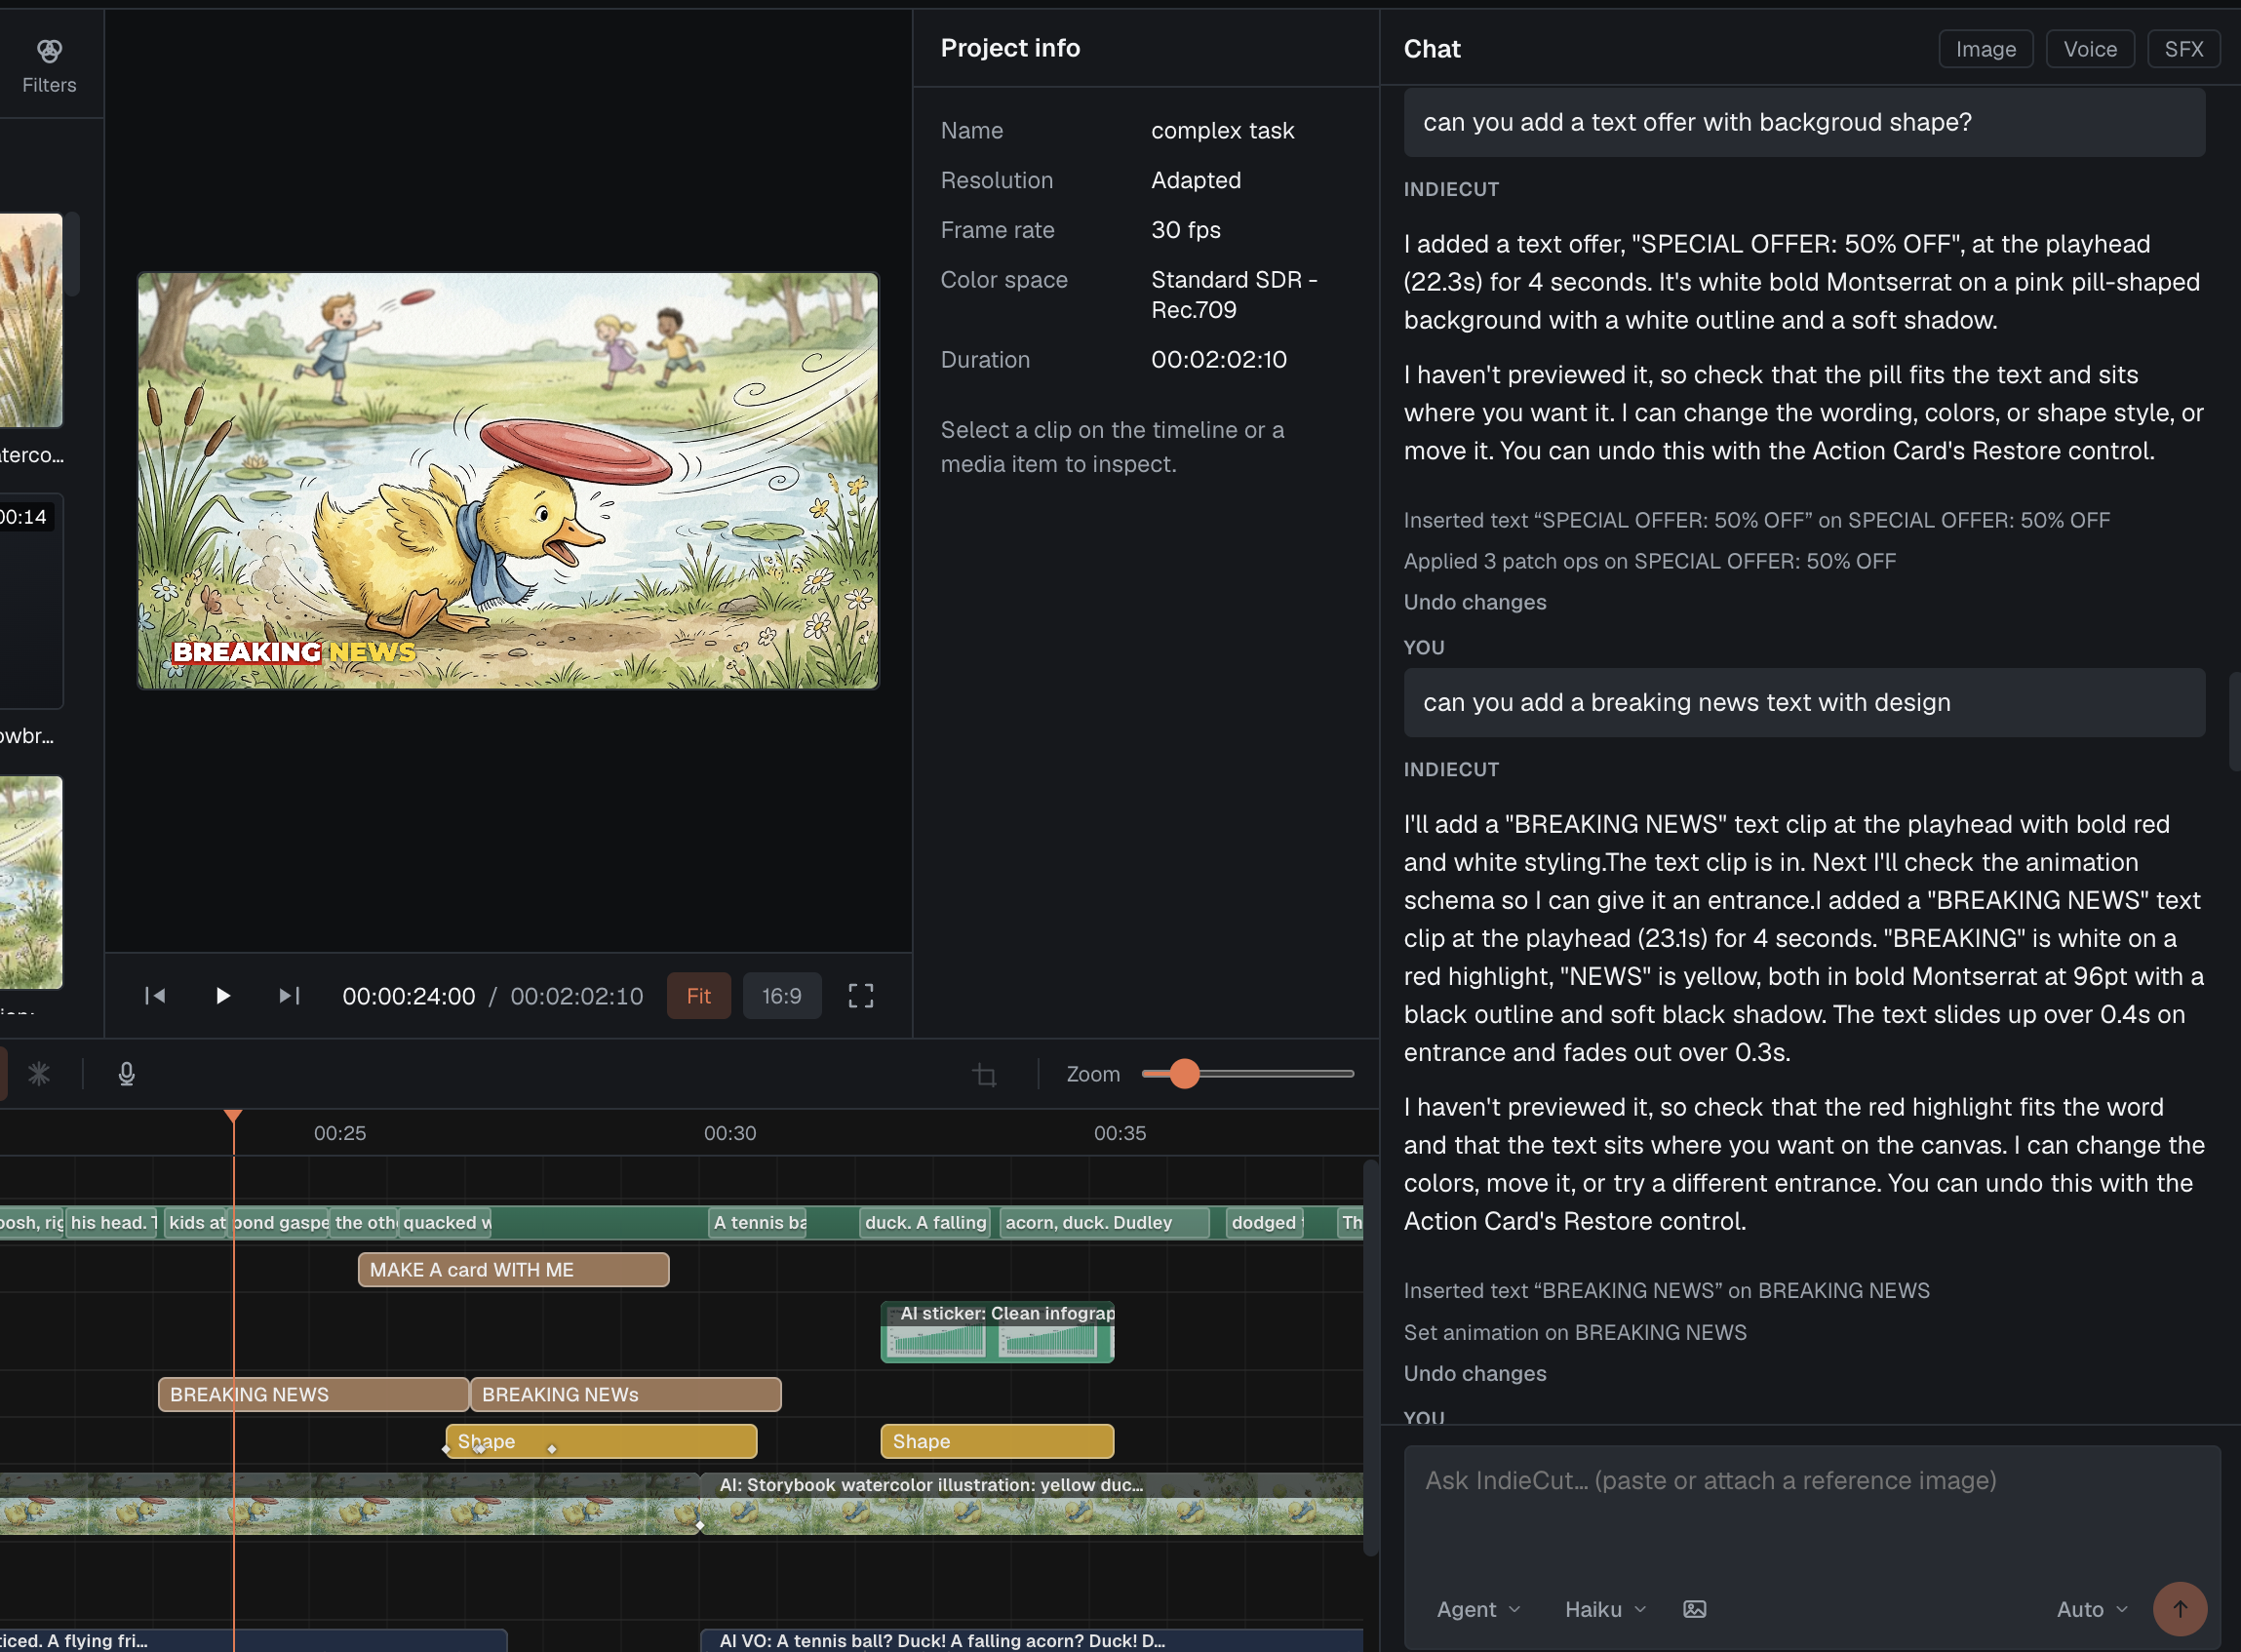 Filters
terco...
00:14
owbr...
BREAKING NEWS
00:00:24:00 / 00:02:02:10
Fit
16:9
Project info
Name complex task
Resolution Adapted
Frame rate 30 fps
Color space Standard SDR -
Rec.709
Duration 00:02:02:10
Select a clip on the timeline or a
media item to inspect.
Zoom
00:25 00:30 00:35
oosh, rig his head. T kids at pond gaspe the oth quacked w A tennis ba duck. A falling acorn, duck. Dudley dodged Th
MAKE A card WITH ME
AI sticker: Clean infograp
BREAKING NEWS BREAKING NEWs
Shape Shape
AI: Storybook watercolor illustration: yellow duc...
ticed. A flying fri... AI VO: A tennis ball? Duck! A falling acorn? Duck! D...
Chat
Image Voice SFX
can you add a text offer with backgroud shape?
INDIECUT
I added a text offer, "SPECIAL OFFER: 50% OFF", at the playhead
(22.3s) for 4 seconds. It's white bold Montserrat on a pink pill-shaped
background with a white outline and a soft shadow.
I haven't previewed it, so check that the pill fits the text and sits
where you want it. I can change the wording, colors, or shape style, or
move it. You can undo this with the Action Card's Restore control.
Inserted text “SPECIAL OFFER: 50% OFF” on SPECIAL OFFER: 50% OFF
Applied 3 patch ops on SPECIAL OFFER: 50% OFF
Undo changes
YOU
can you add a breaking news text with design
INDIECUT
I'll add a "BREAKING NEWS" text clip at the playhead with bold red
and white styling.The text clip is in. Next I'll check the animation
schema so I can give it an entrance.I added a "BREAKING NEWS" text
clip at the playhead (23.1s) for 4 seconds. "BREAKING" is white on a
red highlight, "NEWS" is yellow, both in bold Montserrat at 96pt with a
black outline and soft black shadow. The text slides up over 0.4s on
entrance and fades out over 0.3s.
I haven't previewed it, so check that the red highlight fits the word
and that the text sits where you want on the canvas. I can change the
colors, move it, or try a different entrance. You can undo this with the
Action Card's Restore control.
Inserted text “BREAKING NEWS” on BREAKING NEWS
Set animation on BREAKING NEWS
Undo changes
YOU
Ask IndieCut... (paste or attach a reference image)
Agent Haiku Auto